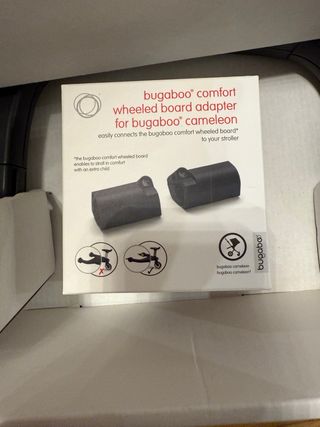 bugaboo® comfort
wheeled board adapter
for bugaboo® cameleon
easily connects the bugaboo comfort wheeled board*
to your stroller
*the bugaboo comfort wheeled board
enables to stroll in comfort
with an extra child
bugaboo cameleon
bugaboo cameleon³
bugaboo